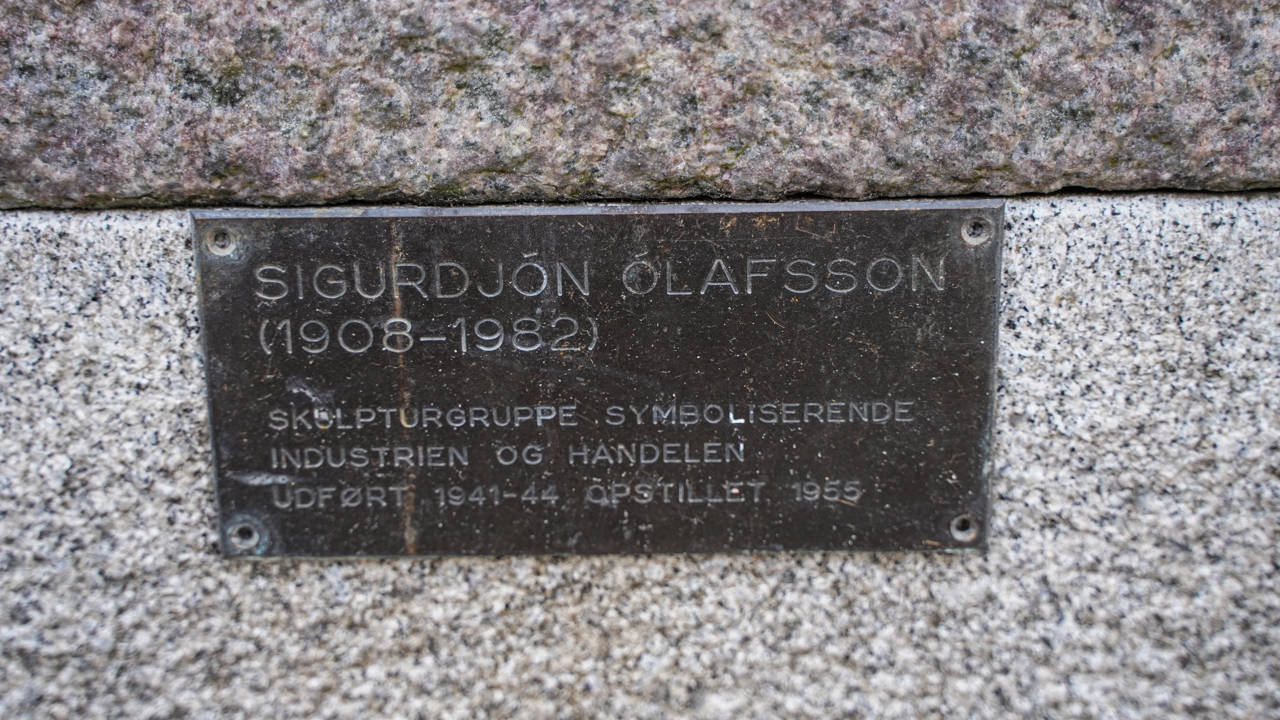 SIGURDJÓN ÓLAFSSON
(1908–1982)
SKULPTURGRUPPE SYMBOLISERENDE
INDUSTRIEN OG HANDELEN
UDFØRT 1941-44 OPSTILLET 1955